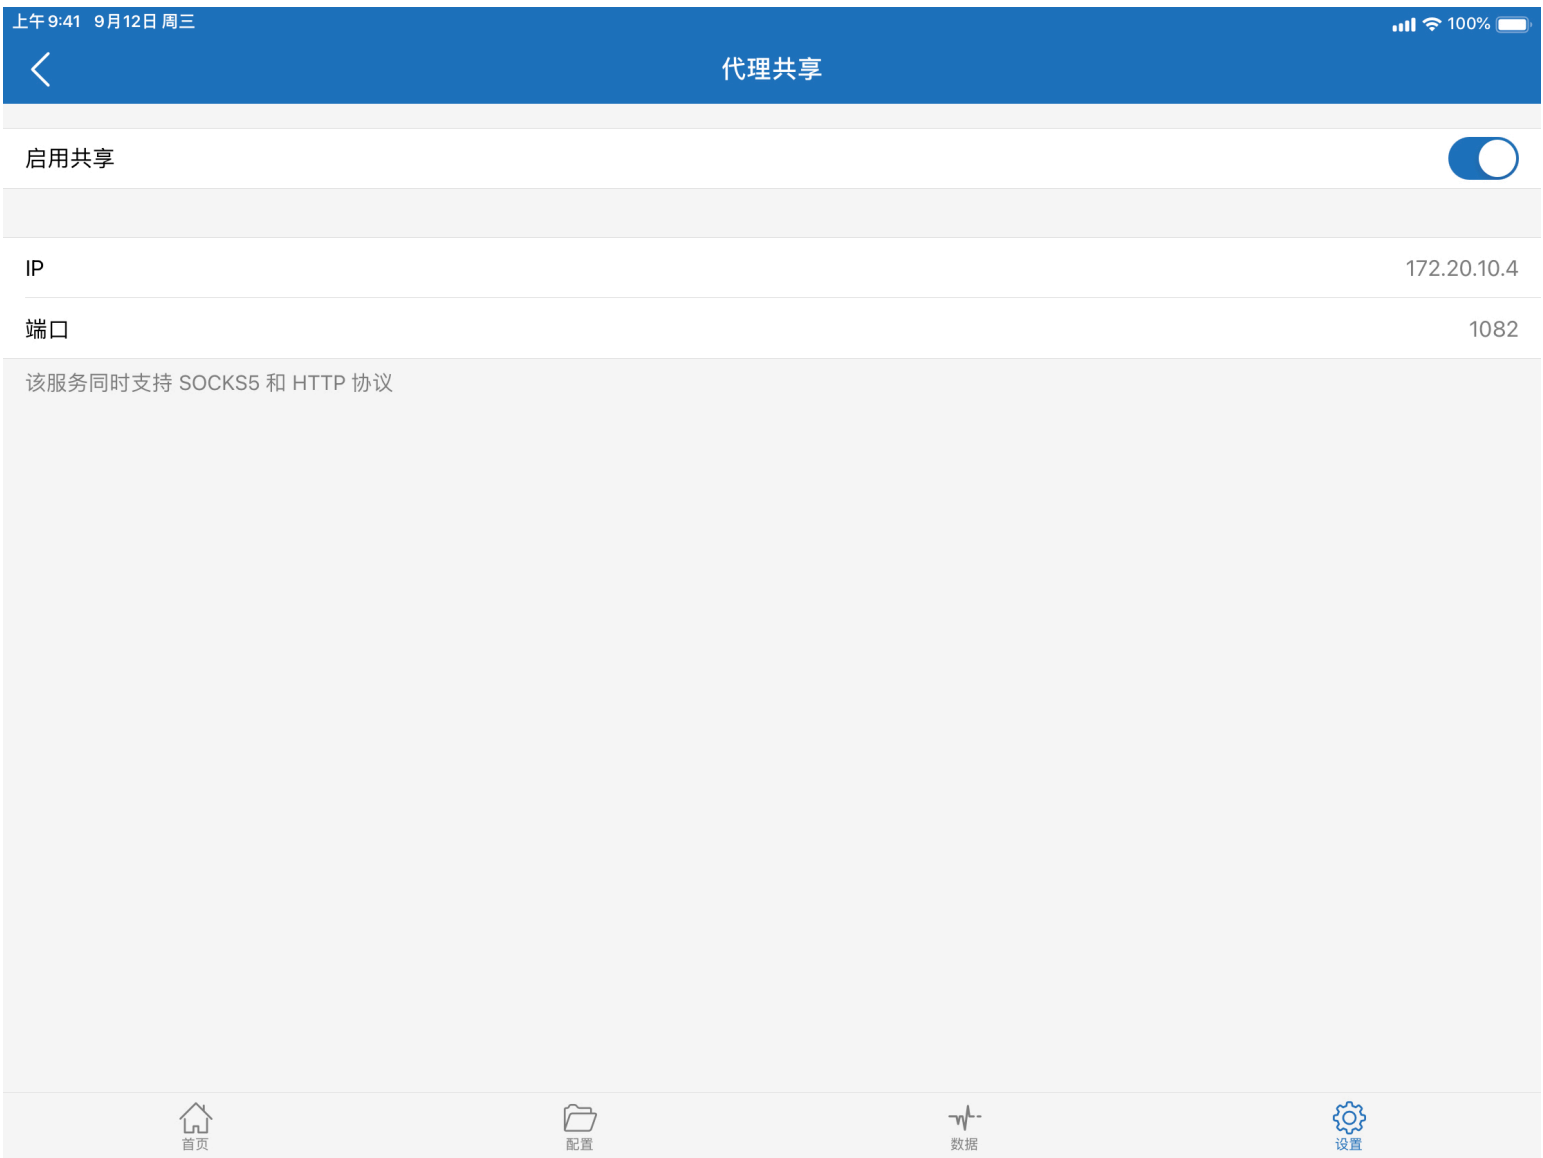 上午9:41 9月12日 周三
100%
代理共享
启用共享
IP
172.20.10.4
端口
1082
该服务同时支持 SOCKS5 和 HTTP 协议
首页
配置
数据
设置